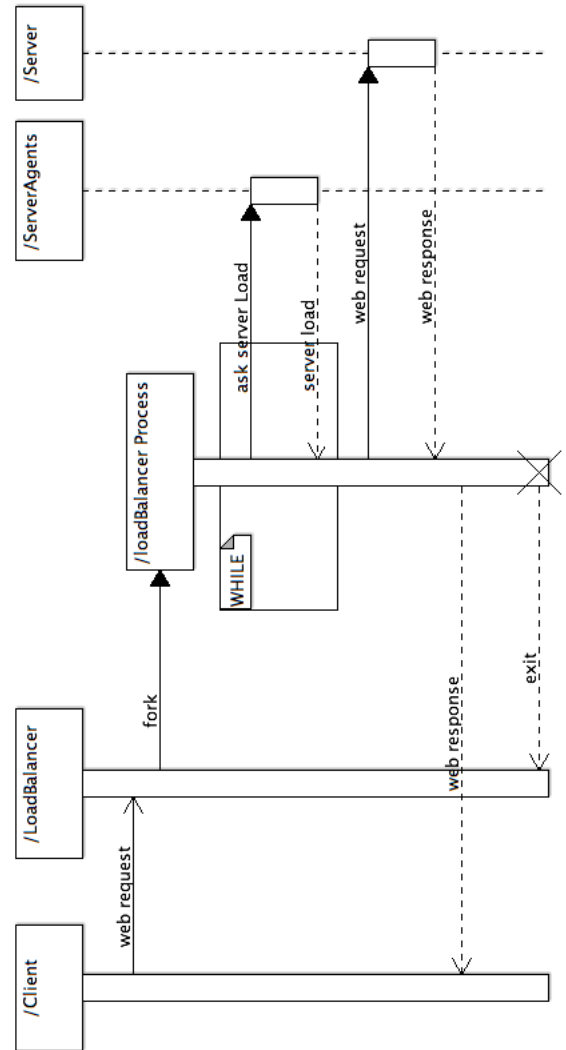 /Client
/LoadBalancer
/loadBalancer Process
/ServerAgents
/Server
web request
fork
WHILE
ask server Load
server load
web request
web response
web response
exit